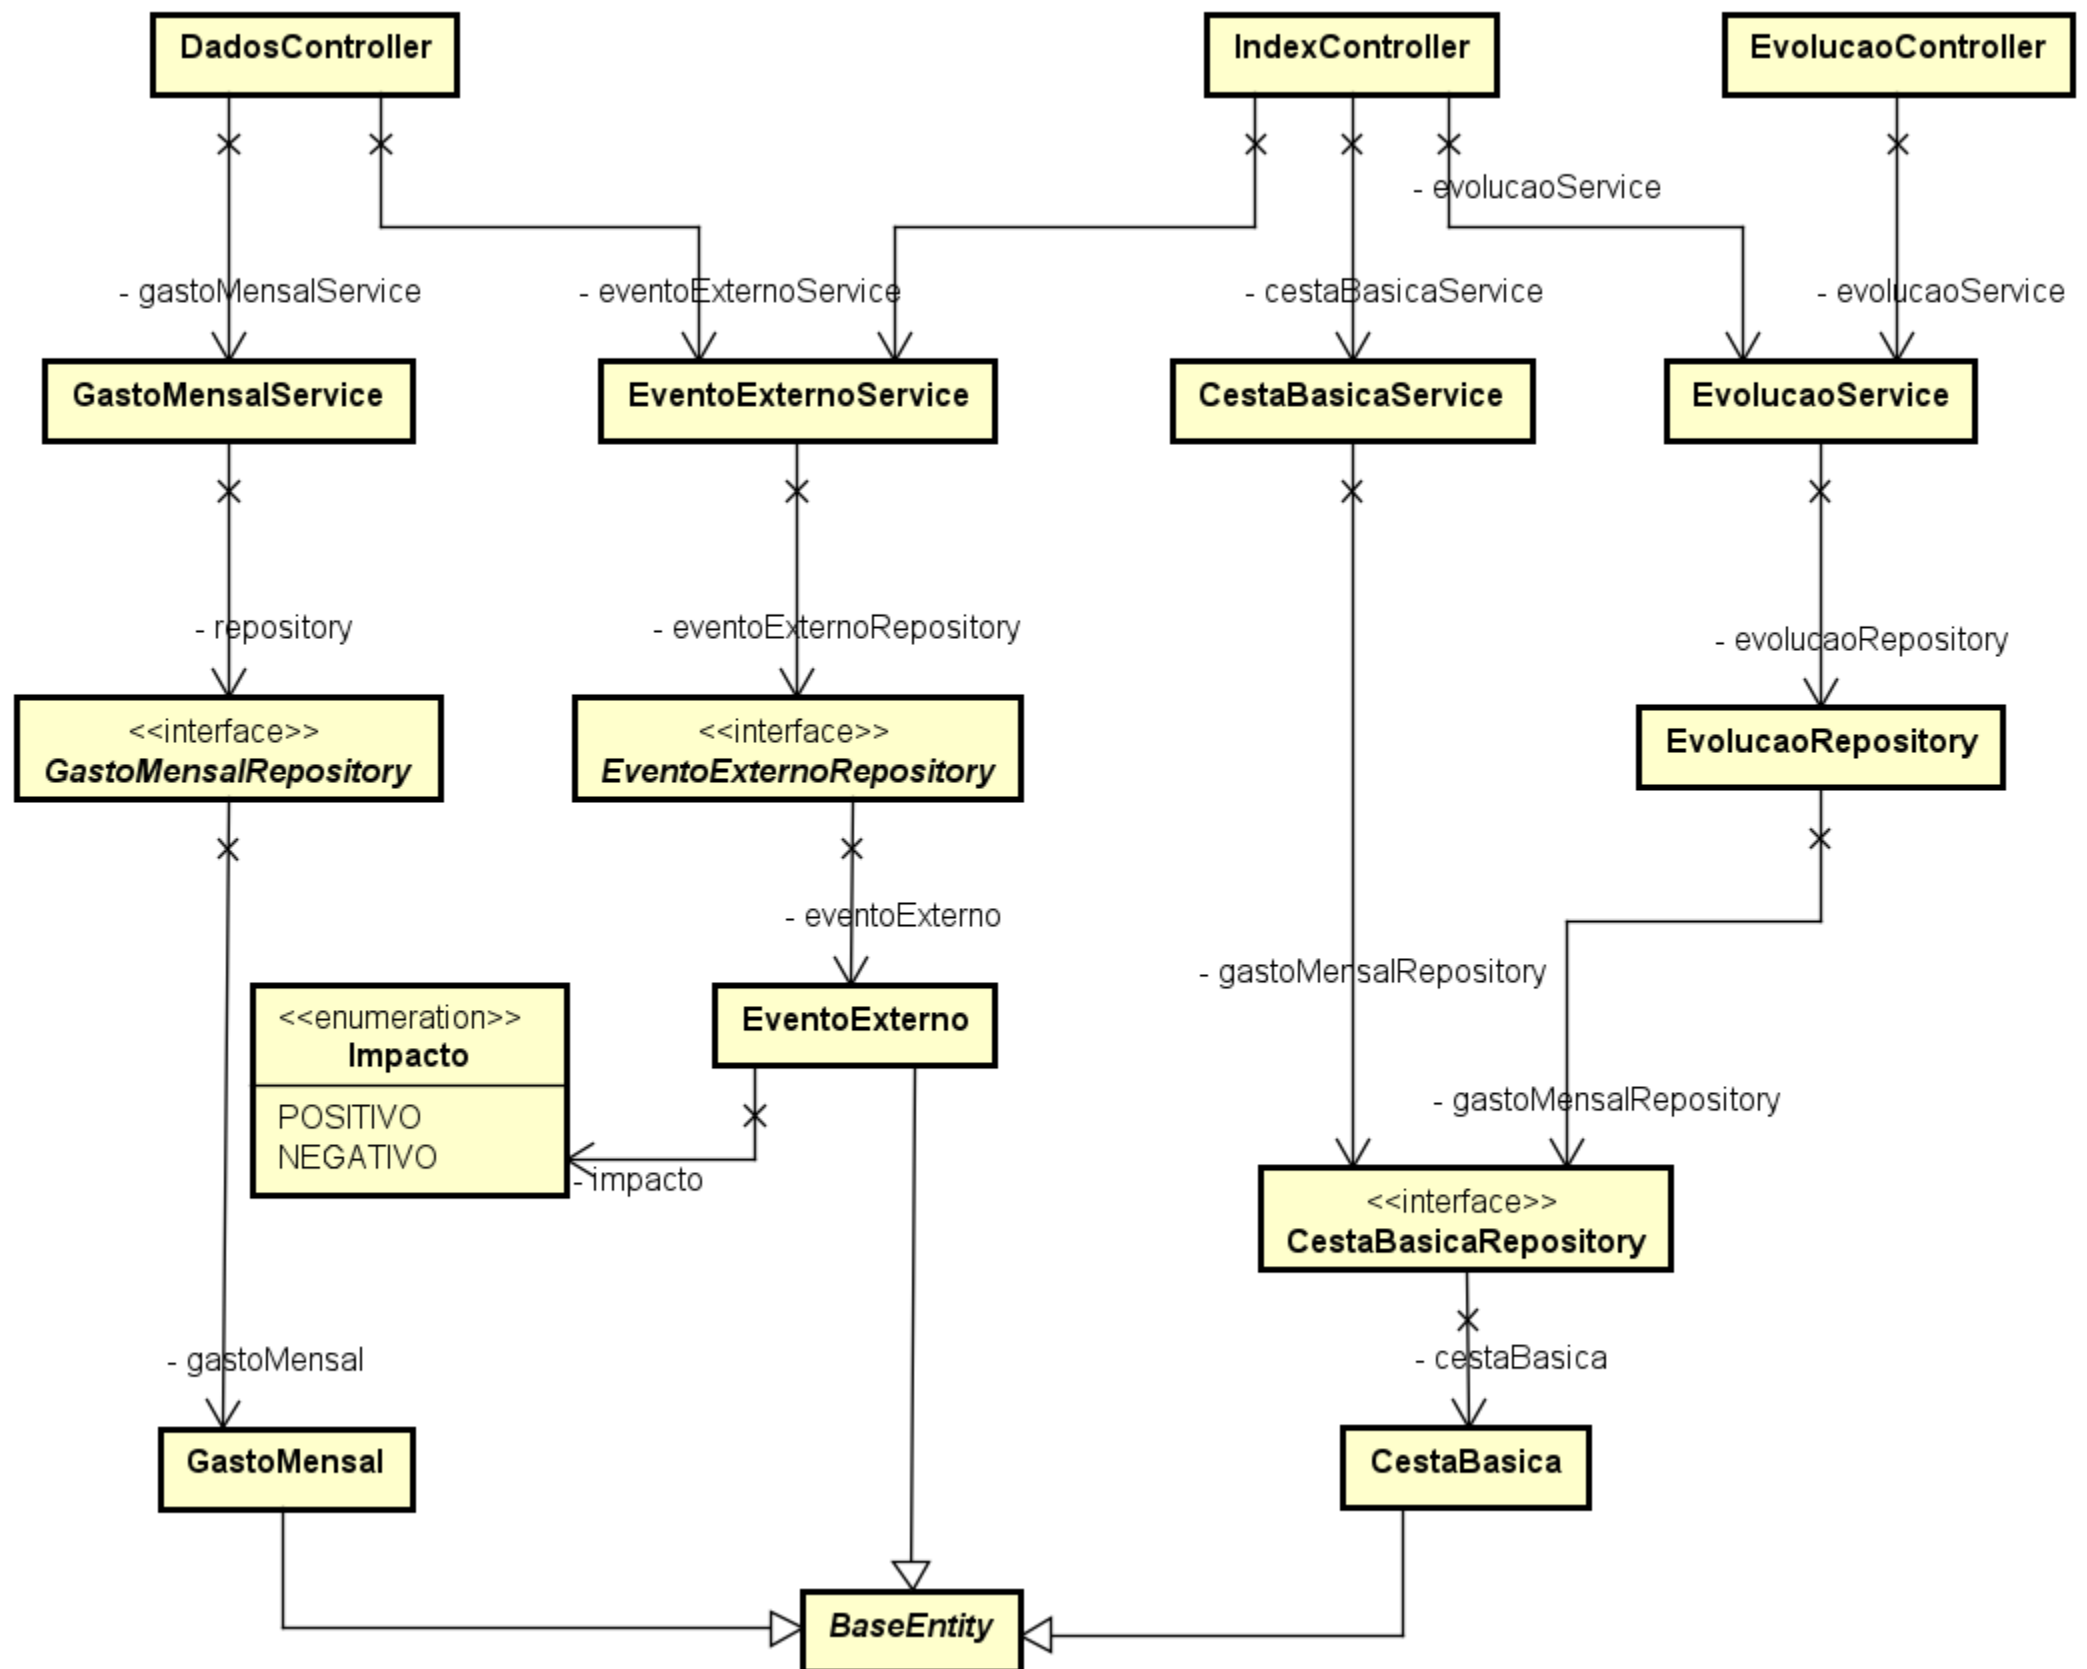 DadosController
IndexController
EvolucaoController
- evolucaoService
- gastoMensalService
- eventoExternoService
- cestaBasicaService
- evolucaoService
GastoMensalService
EventoExternoService
CestaBasicaService
EvolucaoService
- repository
- eventoExternoRepository
- evolucaoRepository
<<interface>>
GastoMensalRepository
<<interface>>
EventoExternoRepository
EvolucaoRepository
- eventoExterno
- gastoMensalRepository
<<enumeration>>
Impacto
POSITIVO
NEGATIVO
EventoExterno
- gastoMensalRepository
- impacto
<<interface>>
CestaBasicaRepository
- gastoMensal
- cestaBasica
GastoMensal
CestaBasica
BaseEntity